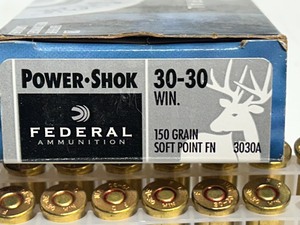 POWER•SHOK
30-30
WIN.
FEDERAL
AMMUNITION
150 GRAIN
SOFT POINT FN
3030A